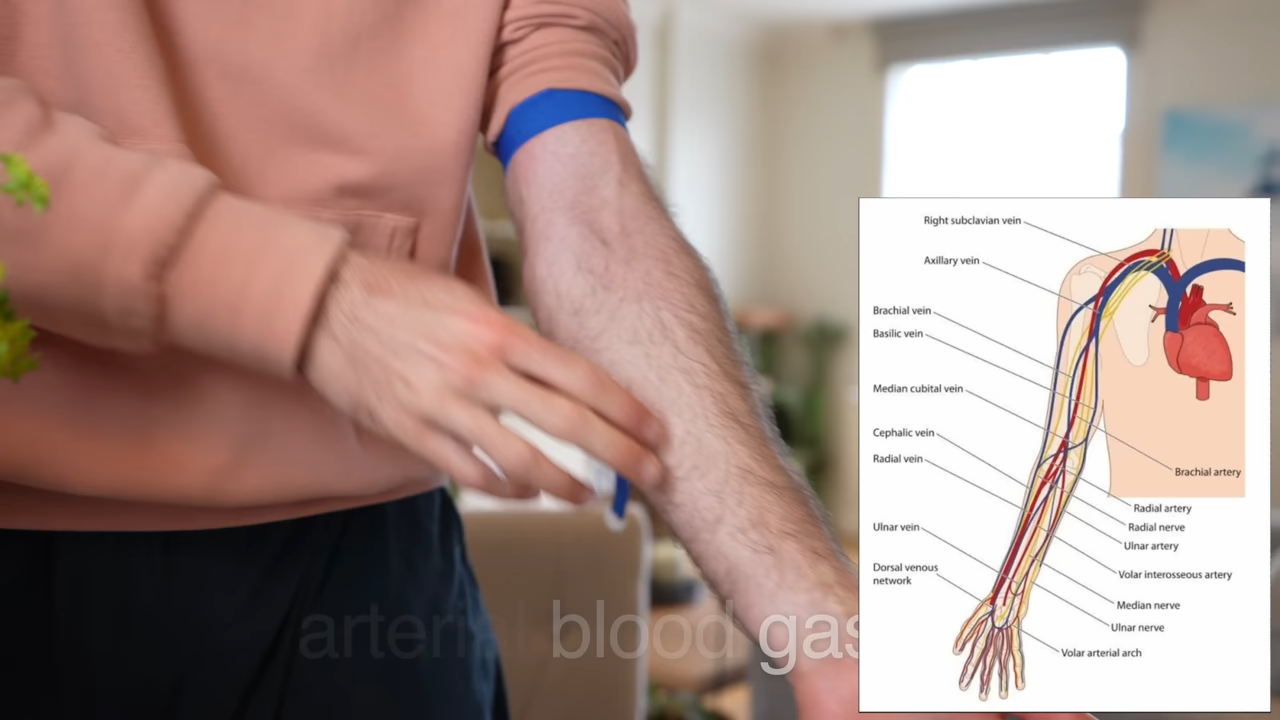 Right subclavian vein
Axillary vein
Brachial vein
Basilic vein
Median cubital vein
Cephalic vein
Radial vein
Ulnar vein
Dorsal venous
network
Brachial artery
Radial artery
Radial nerve
Ulnar artery
Volar interosseous artery
Median nerve
Ulnar nerve
Volar arterial arch
arterial blood gas